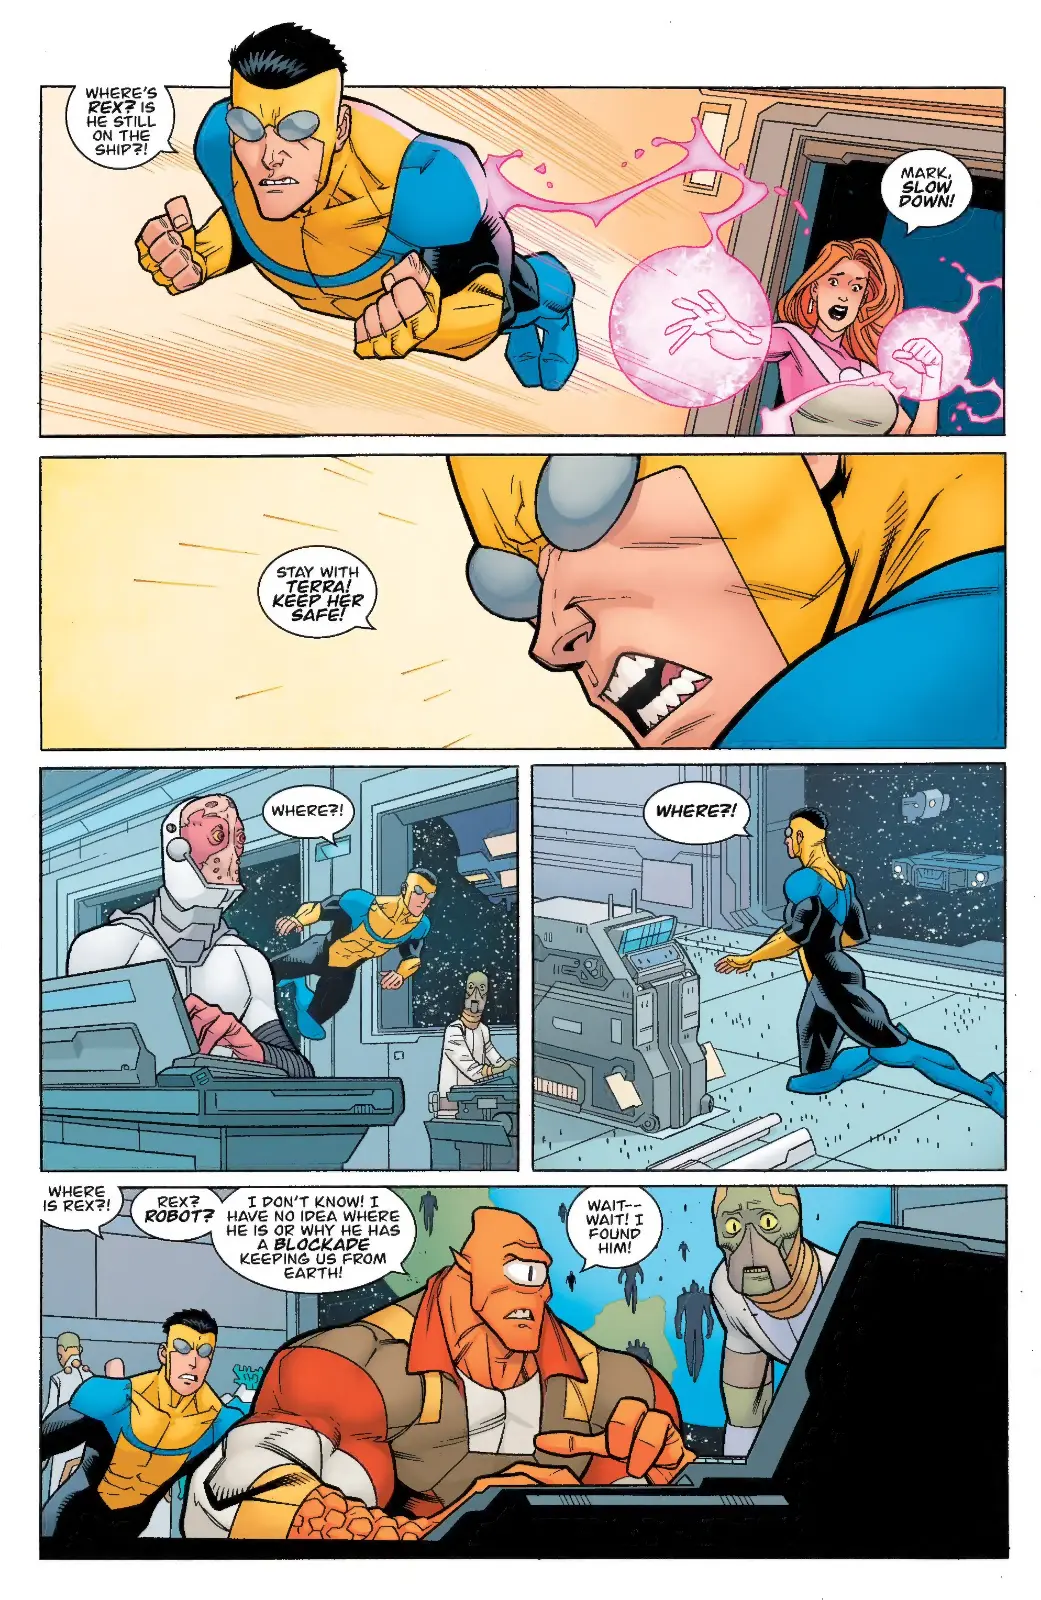 WHERE'S
REX? IS
HE STILL
ON THE
SHIP?!
MARK,
SLOW
DOWN!
STAY WITH
TERRA!
KEEP HER
SAFE!
WHERE?!
WHERE?!
WHERE
IS REX?!
REX?
ROBOT?
I DON'T KNOW! I
HAVE NO IDEA WHERE
HE IS OR WHY HE HAS
A BLOCKADE
KEEPING US FROM
EARTH!
WAIT--
WAIT! I
FOUND
HIM!